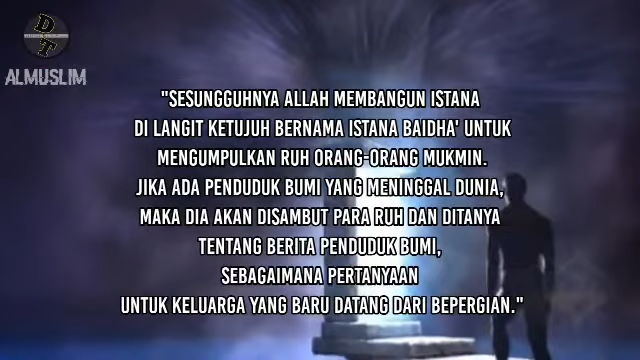 DT
ALMUSLIM
"SESUNGGUHNYA ALLAH MEMBANGUN ISTANA
DI LANGIT KETUJUH BERNAMA ISTANA BAIDHA' UNTUK
MENGUMPULKAN RUH ORANG-ORANG MUKMIN.
JIKA ADA PENDUDUK BUMI YANG MENINGGAL DUNIA,
MAKA DIA AKAN DISAMBUT PARA RUH DAN DITANYA
TENTANG BERITA PENDUDUK BUMI,
SEBAGAIMANA PERTANYAAN
UNTUK KELUARGA YANG BARU DATANG DARI BEPERGIAN."